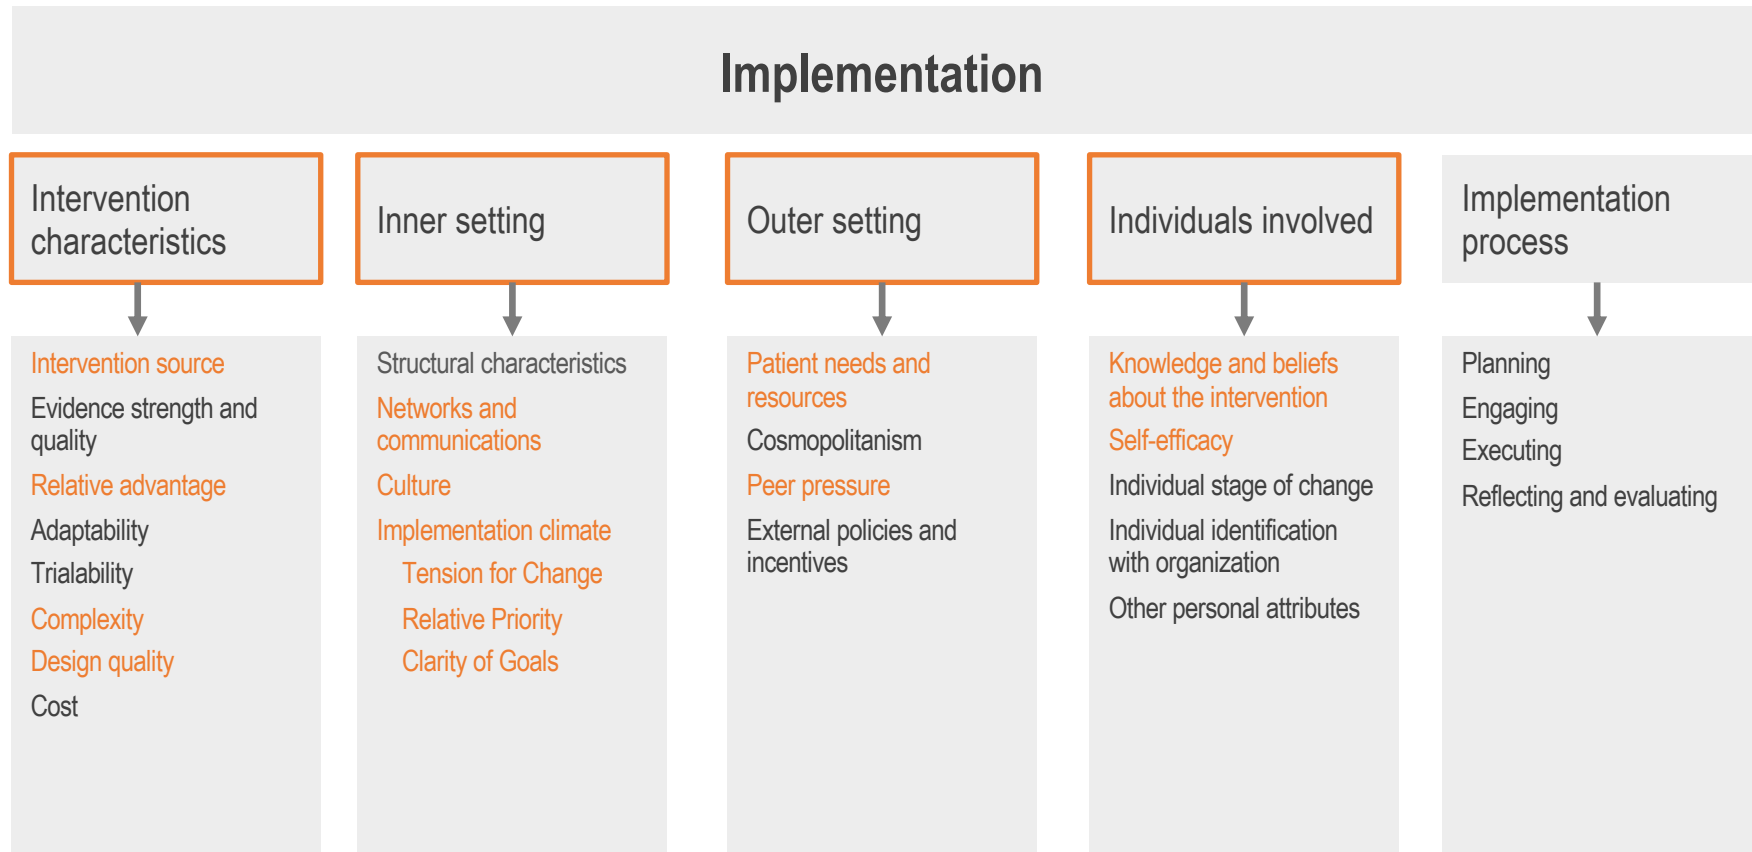 Implementation
Intervention
characteristics
Inner setting
Outer setting
Individuals involved
Implementation
process
Intervention source
Evidence strength and
quality
Relative advantage
Adaptability
Trialability
Complexity
Design quality
Cost
Structural characteristics
Networks and
communications
Culture
Implementation climate
Tension for Change
Relative Priority
Clarity of Goals
Patient needs and
resources
Cosmopolitanism
Peer pressure
External policies and
incentives
Knowledge and beliefs
about the intervention
Self-efficacy
Individual stage of change
Individual identification
with organization
Other personal attributes
Planning
Engaging
Executing
Reflecting and evaluating